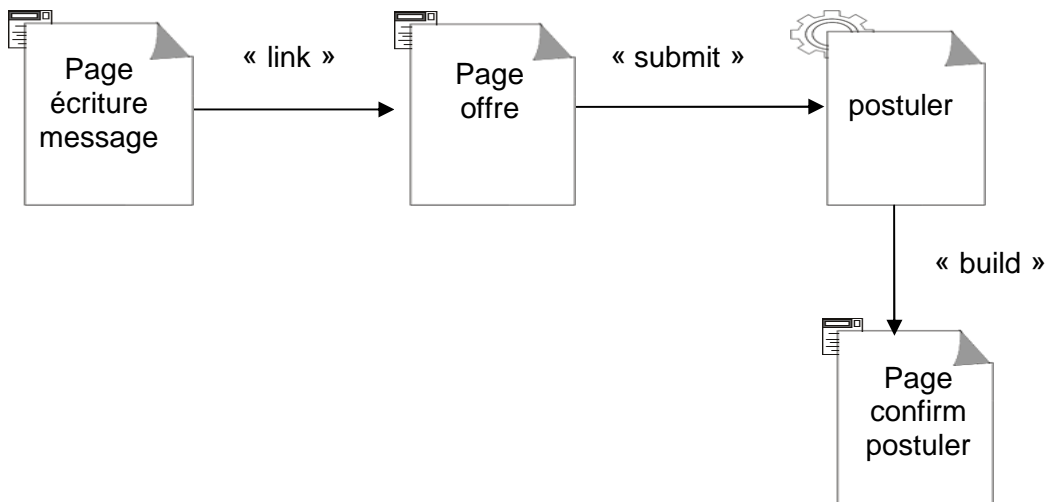 Page
écriture
message
« link »
Page
offre
« submit »
postuler
« build »
Page
confirm
postuler